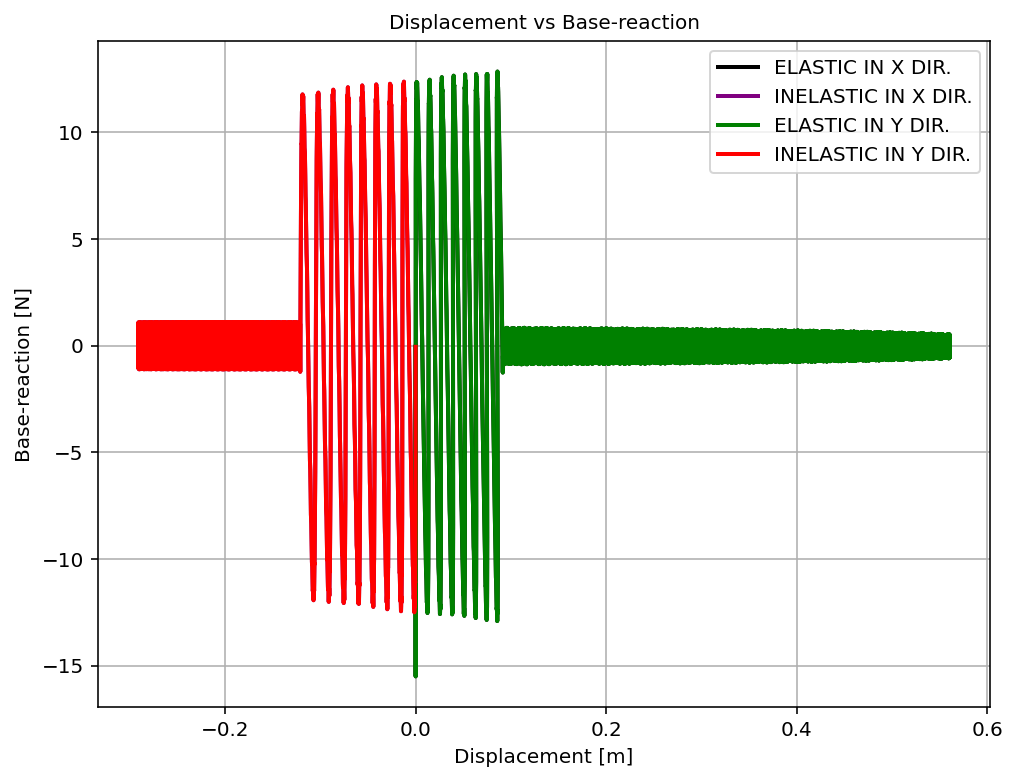 Displacement vs Base-reaction
ELASTIC IN X DIR.
INELASTIC IN X DIR.
ELASTIC IN Y DIR.
INELASTIC IN Y DIR.
Base-reaction [N]
10
5
0
−5
−10
−15
−0.2
0.0
0.2
0.4
0.6
Displacement [m]